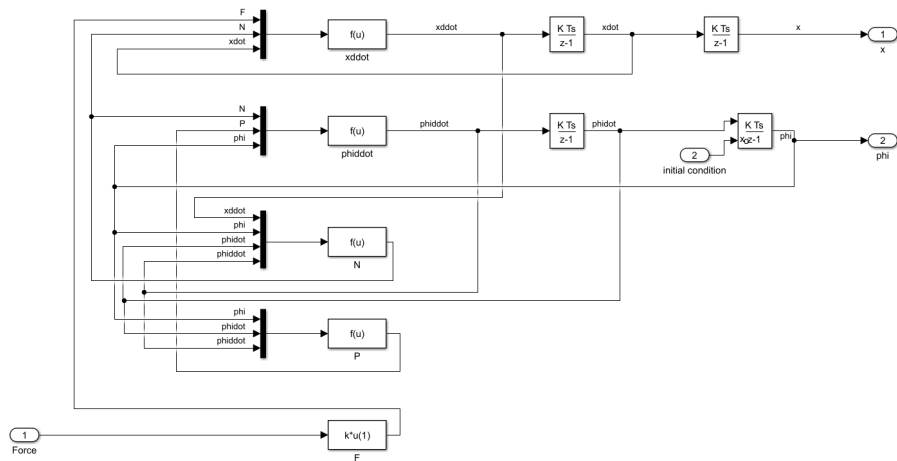 F
N
xdot
f(u)
xddot
xddot
K Ts
z-1
xdot
K Ts
z-1
x
1
x
N
P
phi
f(u)
phiddot
phiddot
K Ts
z-1
phidot
K Ts
xo z-1
phi
2
phi
2
initial condition
xddot
phi
phidot
phiddot
f(u)
N
phi
phidot
phiddot
f(u)
P
1
Force
k*u(1)
F